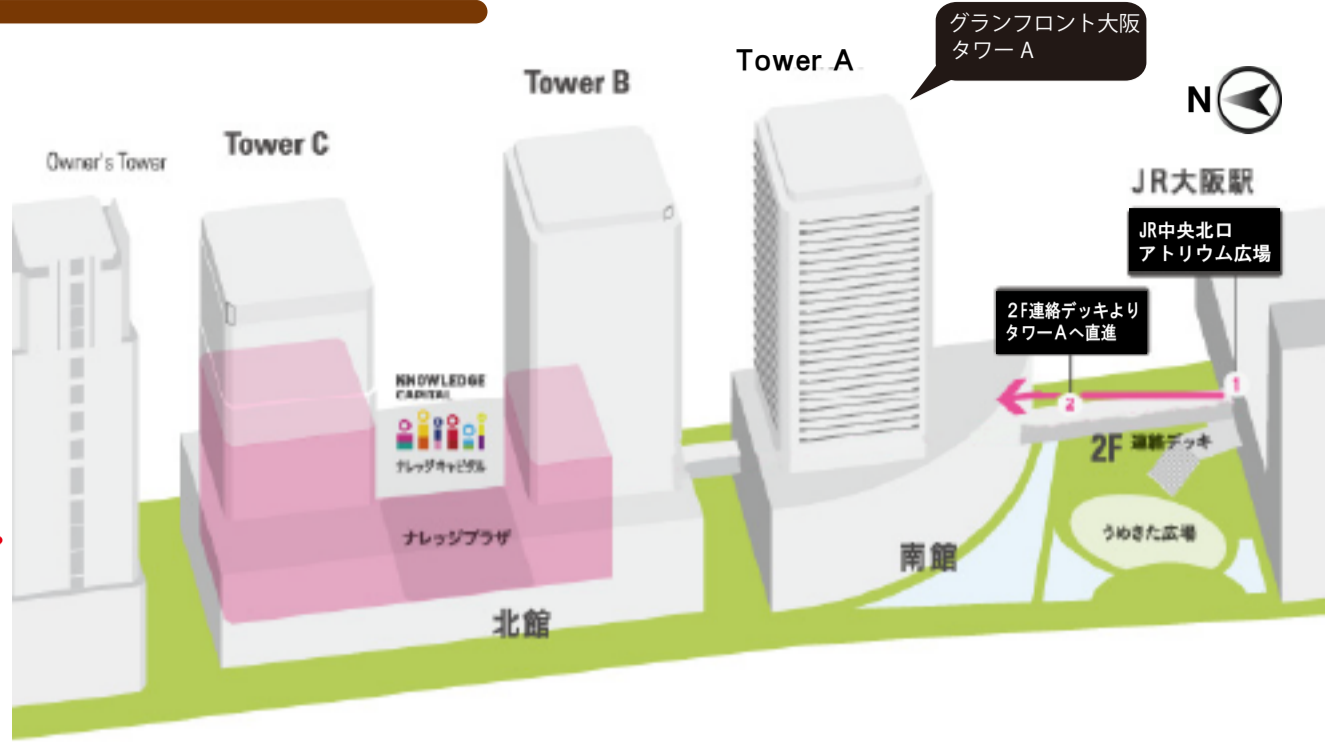 グランフロント大阪
タワーA
Tower A
Tower B
Tower C
Owner's Tower
N
JR大阪駅
JR中央北口
アトリウム広場
2F連絡デッキより
タワーAへ直進
1
2
2F 連絡デッキ
KNOWLEDGE
CAPITAL
ナレッジキャピタル
ナレッジプラザ
うめきた広場
南館
北館